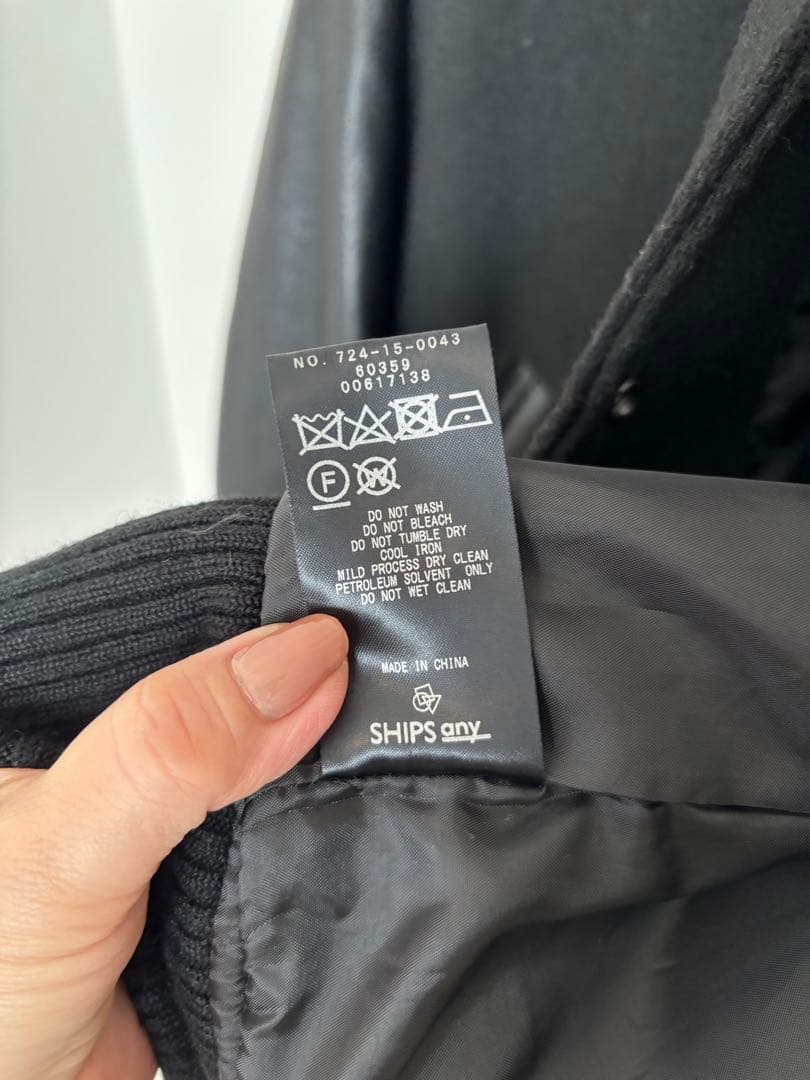 NO. 724-15-0043
60359
00617138
F W
DO NOT WASH
DO NOT BLEACH
DO NOT TUMBLE DRY
COOL IRON
MILD PROCESS DRY CLEAN
PETROLEUM SOLVENT ONLY
DO NOT WET CLEAN
MADE IN CHINA
SHIPS any